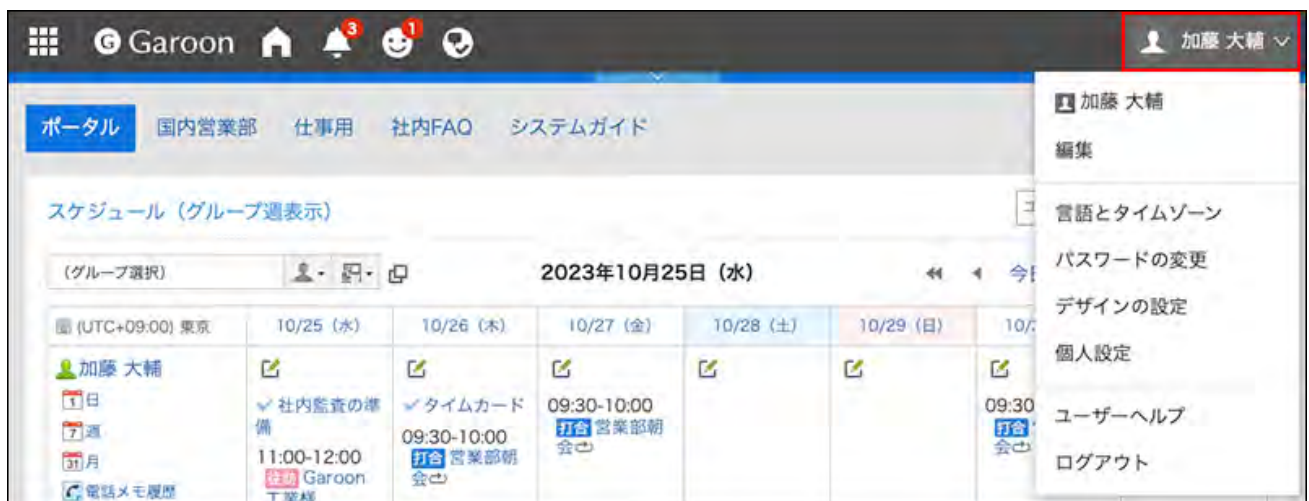 G Garoon 3 1 加藤 大輔
加藤 大輔
編集
言語とタイムゾーン
パスワードの変更
デザインの設定
個人設定
ユーザーヘルプ
ログアウト
ポータル 国内営業部 仕事用 社内FAQ システムガイド
スケジュール（グループ週表示）
(グループ選択) 2023年10月25日（水）
(UTC+09:00) 東京 10/25（水） 10/26（木） 10/27（金） 10/28（土） 10/29（日）
加藤 大輔
1 日
7 週
31 月
電話メモ履歴
社内監査の準
備
11:00-12:00
往訪 Garoon
工業様
タイムカード
09:30-10:00
打合 営業部朝
会
09:30-10:00
打合 営業部朝
会
09:30
打合
会